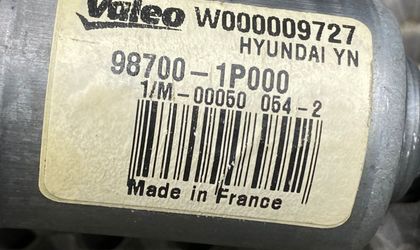 Valeo W000009727
HYUNDAI YN
98700-1P000
1/M-00050 054-2
Made in France